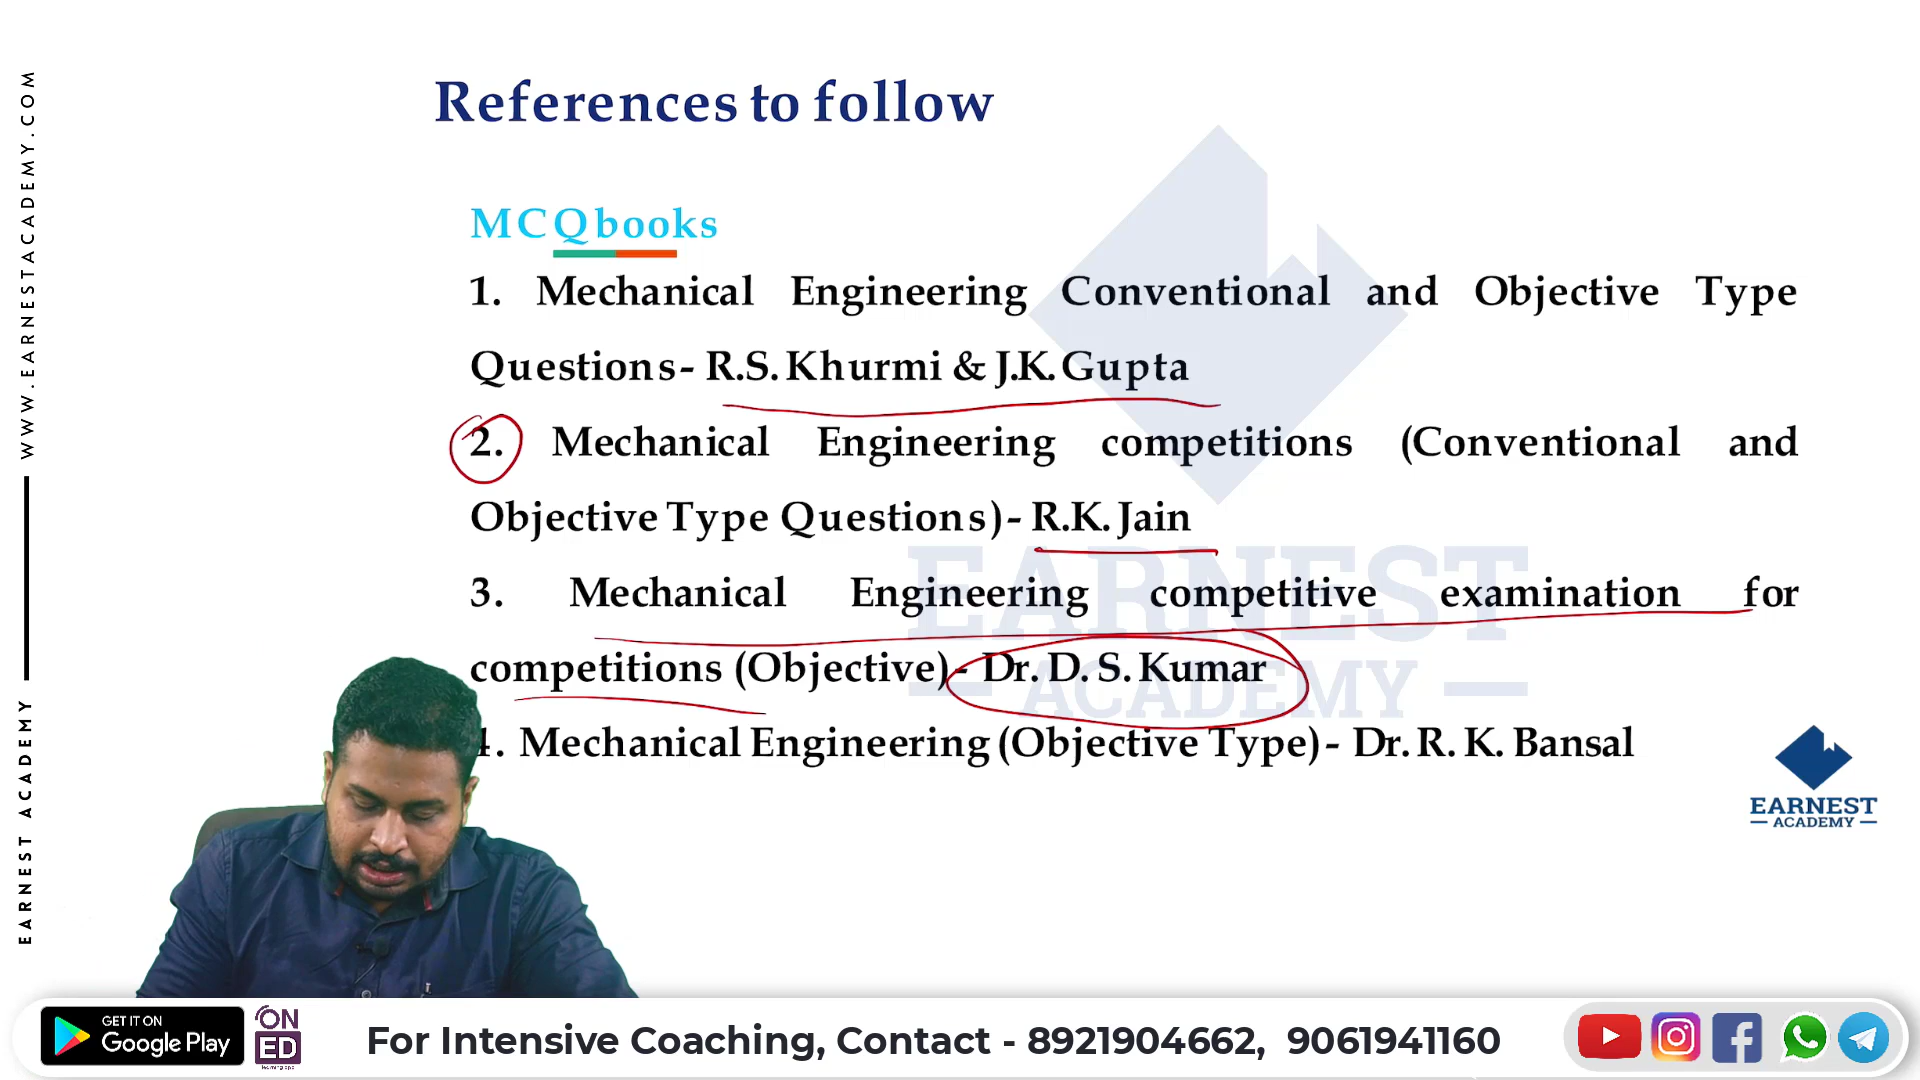 References to follow
MCQ books
1. Mechanical Engineering Conventional and Objective Type
Questions- R.S. Khurmi & J.K. Gupta
2. Mechanical Engineering competitions (Conventional and
Objective Type Questions)- R.K. Jain
3. Mechanical Engineering competitive examination for
competitions (Objective)- Dr. D. S. Kumar
4. Mechanical Engineering (Objective Type)- Dr. R. K. Bansal
EARNEST
ACADEMY
EARNEST
ACADEMY
WWW.EARNESTACADEMY.COM
EARNEST ACADEMY
GET IT ON
Google Play
ON
ED
For Intensive Coaching, Contact - 8921904662, 9061941160